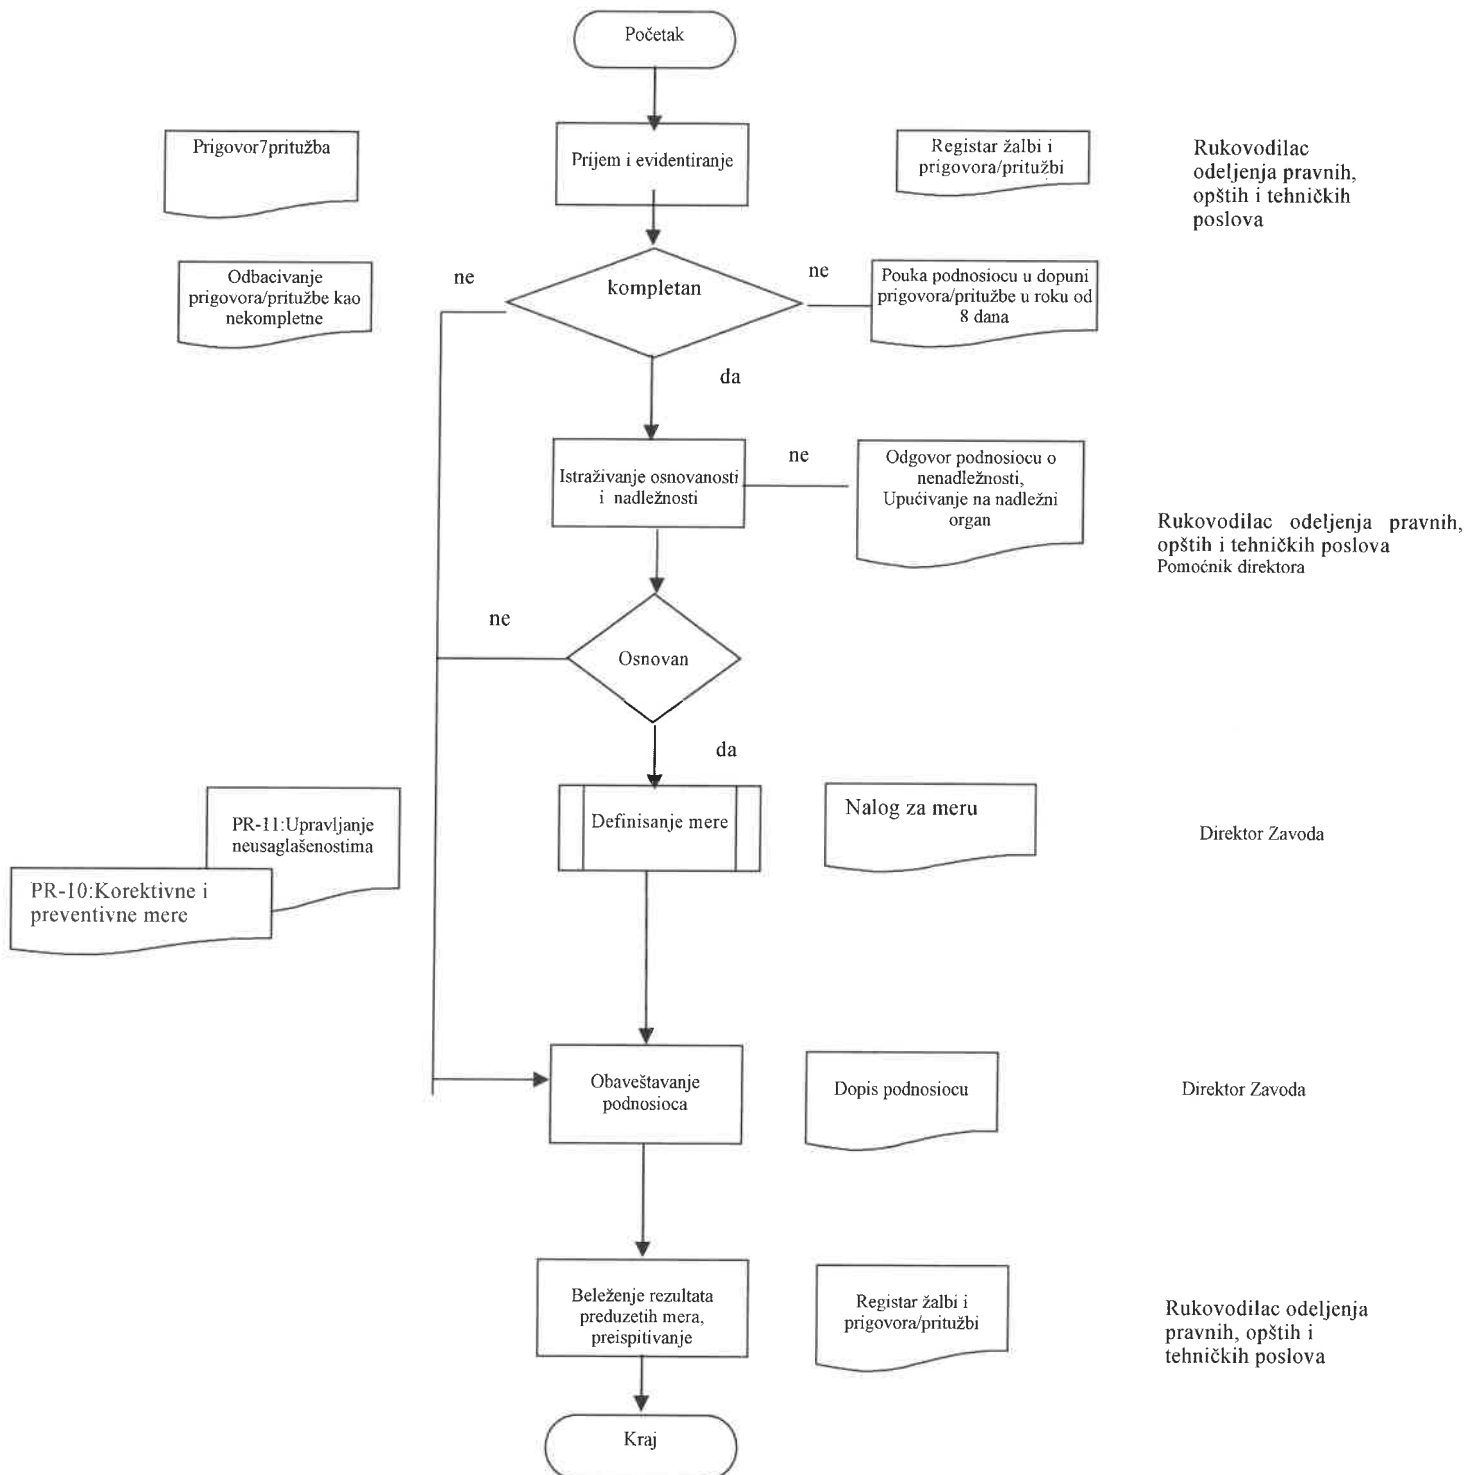 Početak
Prigovor7pritužba
Prijem i evidentiranje
Registar žalbi i
prigovora/pritužbi
Rukovodilac
odeljenja pravnih,
opštih i tehničkih
poslova
Odbacivanje
prigovora/pritužbe kao
nekompletne
ne
kompletan
ne
Pouka podnosiocu u dopuni
prigovora/pritužbe u roku od
8 dana
da
Istraživanje osnovanosti
i nadležnosti
ne
Odgovor podnosiocu o
nenadležnosti,
Upućivanje na nadležni
organ
Rukovodilac odeljenja pravnih,
opštih i tehničkih poslova
Pomoćnik direktora
ne
Osnovan
da
PR-11:Upravljanje
neusaglašenostima
PR-10:Korektivne i
preventivne mere
Definisanje mere
Nalog za meru
Direktor Zavoda
Obaveštavanje
podnosioca
Dopis podnosiocu
Direktor Zavoda
Beleženje rezultata
preduzetih mera,
preispitivanje
Registar žalbi i
prigovora/pritužbi
Rukovodilac odeljenja
pravnih, opštih i
tehničkih poslova
Kraj